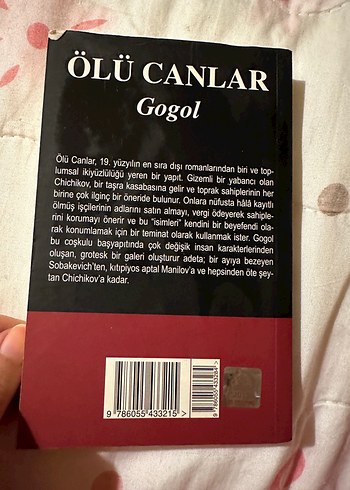 ÖLÜ CANLAR
Gogol
Ölü Canlar, 19. yüzyılın en sıra dışı romanlarından biri ve top-
lumsal ikiyüzlülüğü yeren bir yapıt. Gizemli bir yabancı olan
Chichikov, bir taşra kasabasına gelir ve toprak sahiplerinin her
birine çok ilginç bir öneride bulunur. Onlara nüfusta hâlâ kayıtlı
ölmüş işçilerinin adlarını satın almayı, vergi ödeyerek sahiple-
rini korumayı önerir ve bu "isimleri" kendini bir beyefendi ola-
rak konumlamak için bir teminat olarak kullanmak ister. Gogol
bu coşkulu başyapıtında çok değişik insan karakterlerinden
oluşan, grotesk bir galeri oluşturur adeta; bir ayıya bezeyen
Sobakevich'ten, kıtıpiyos aptal Manilov'a ve hepsinden öte şey-
tan Chichikov'a kadar.
9 786055 433215 >
9 786055 433284 >